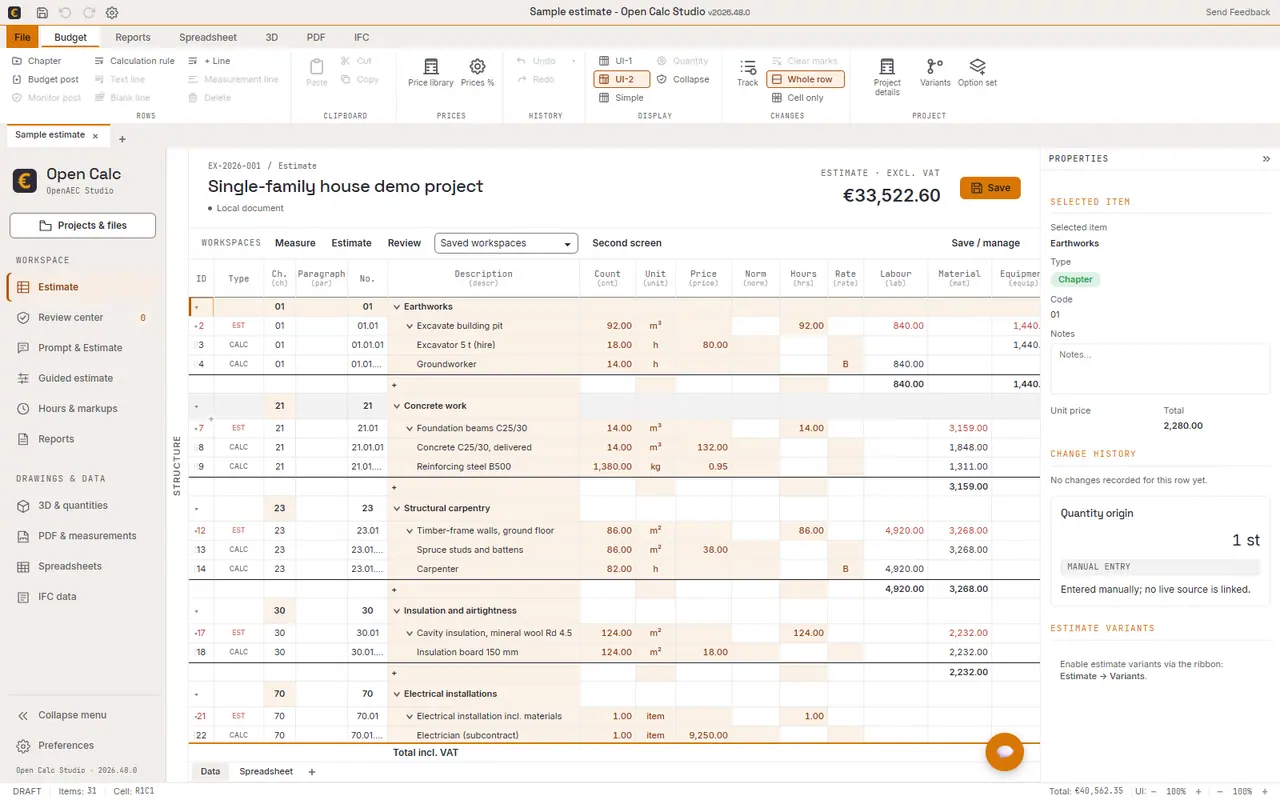 Sample estimate - Open Calc Studio v2026.48.0
Send Feedback
File Budget Reports Spreadsheet 3D PDF IFC
Chapter Calculation rule + Line
Budget post Text line Measurement line
Monitor post Blank line Delete
ROWS
Paste Cut Copy
CLIPBOARD
Price library Prices %
PRICES
Undo
Redo
HISTORY
UI-1 Quantity
UI-2 Collapse
Simple
DISPLAY
Track Clear marks
Whole row
Cell only
CHANGES
Project details Variants Option set
PROJECT
Sample estimate × +
Open Calc
OpenAEC Studio
Projects & files
WORKSPACE
Estimate
Review center 0
Prompt & Estimate
Guided estimate
Hours & markups
Reports
DRAWINGS & DATA
3D & quantities
PDF & measurements
Spreadsheets
IFC data
Collapse menu
Preferences
Open Calc Studio · 2026.48.0
STRUCTURE
EX-2026-001 / Estimate
Single-family house demo project
• Local document
ESTIMATE · EXCL. VAT
€33,522.60
Save
WORKSPACES Measure Estimate Review Saved workspaces Second screen Save / manage
ID Type Ch. Paragraph No. Description Count Unit Price Norm Hours Rate Labour Material Equipm
(ch) (par) (descr) (cnt) (unit) (price) (norm) (hrs) (rate) (lab) (mat) (equip)
01 01 Earthworks
2 EST 01 01.01 Excavate building pit 92.00 m³ 92.00 840.00 1,440.
3 CALC 01 01.01.01 Excavator 5 t (hire) 18.00 h 80.00 1,440.
4 CALC 01 01.01.... Groundworker 14.00 h B 840.00
+ 840.00 1,440.
21 21 Concrete work
7 EST 21 21.01 Foundation beams C25/30 14.00 m³ 14.00 3,159.00
8 CALC 21 21.01.01 Concrete C25/30, delivered 14.00 m³ 132.00 1,848.00
9 CALC 21 21.01.... Reinforcing steel B500 1,380.00 kg 0.95 1,311.00
+ 3,159.00
23 23 Structural carpentry
12 EST 23 23.01 Timber-frame walls, ground floor 86.00 m² 86.00 4,920.00 3,268.00
13 CALC 23 23.01.... Spruce studs and battens 86.00 m² 38.00 3,268.00
14 CALC 23 23.01.... Carpenter 82.00 h B 4,920.00
+ 4,920.00 3,268.00
30 30 Insulation and airtightness
17 EST 30 30.01 Cavity insulation, mineral wool Rd 4.5 124.00 m² 124.00 2,232.00
18 CALC 30 30.01.... Insulation board 150 mm 124.00 m² 18.00 2,232.00
+ 2,232.00
70 70 Electrical installations
21 EST 70 70.01 Electrical installation incl. materials 1.00 item 1.00
22 CALC 70 70.01.... Electrician (subcontract) 1.00 item 9,250.00
Total incl. VAT
Data Spreadsheet +
PROPERTIES
SELECTED ITEM
Selected item
Earthworks
Type
Chapter
Code
01
Notes
Notes...
Unit price Total
2,280.00
CHANGE HISTORY
No changes recorded for this row yet.
Quantity origin
1 st
MANUAL ENTRY
Entered manually; no live source is linked.
ESTIMATE VARIANTS
Enable estimate variants via the ribbon:
Estimate → Variants.
DRAFT Items: 31 Cell: R1C1 Total: €40,562.35 UI: − 100% + − 100% +